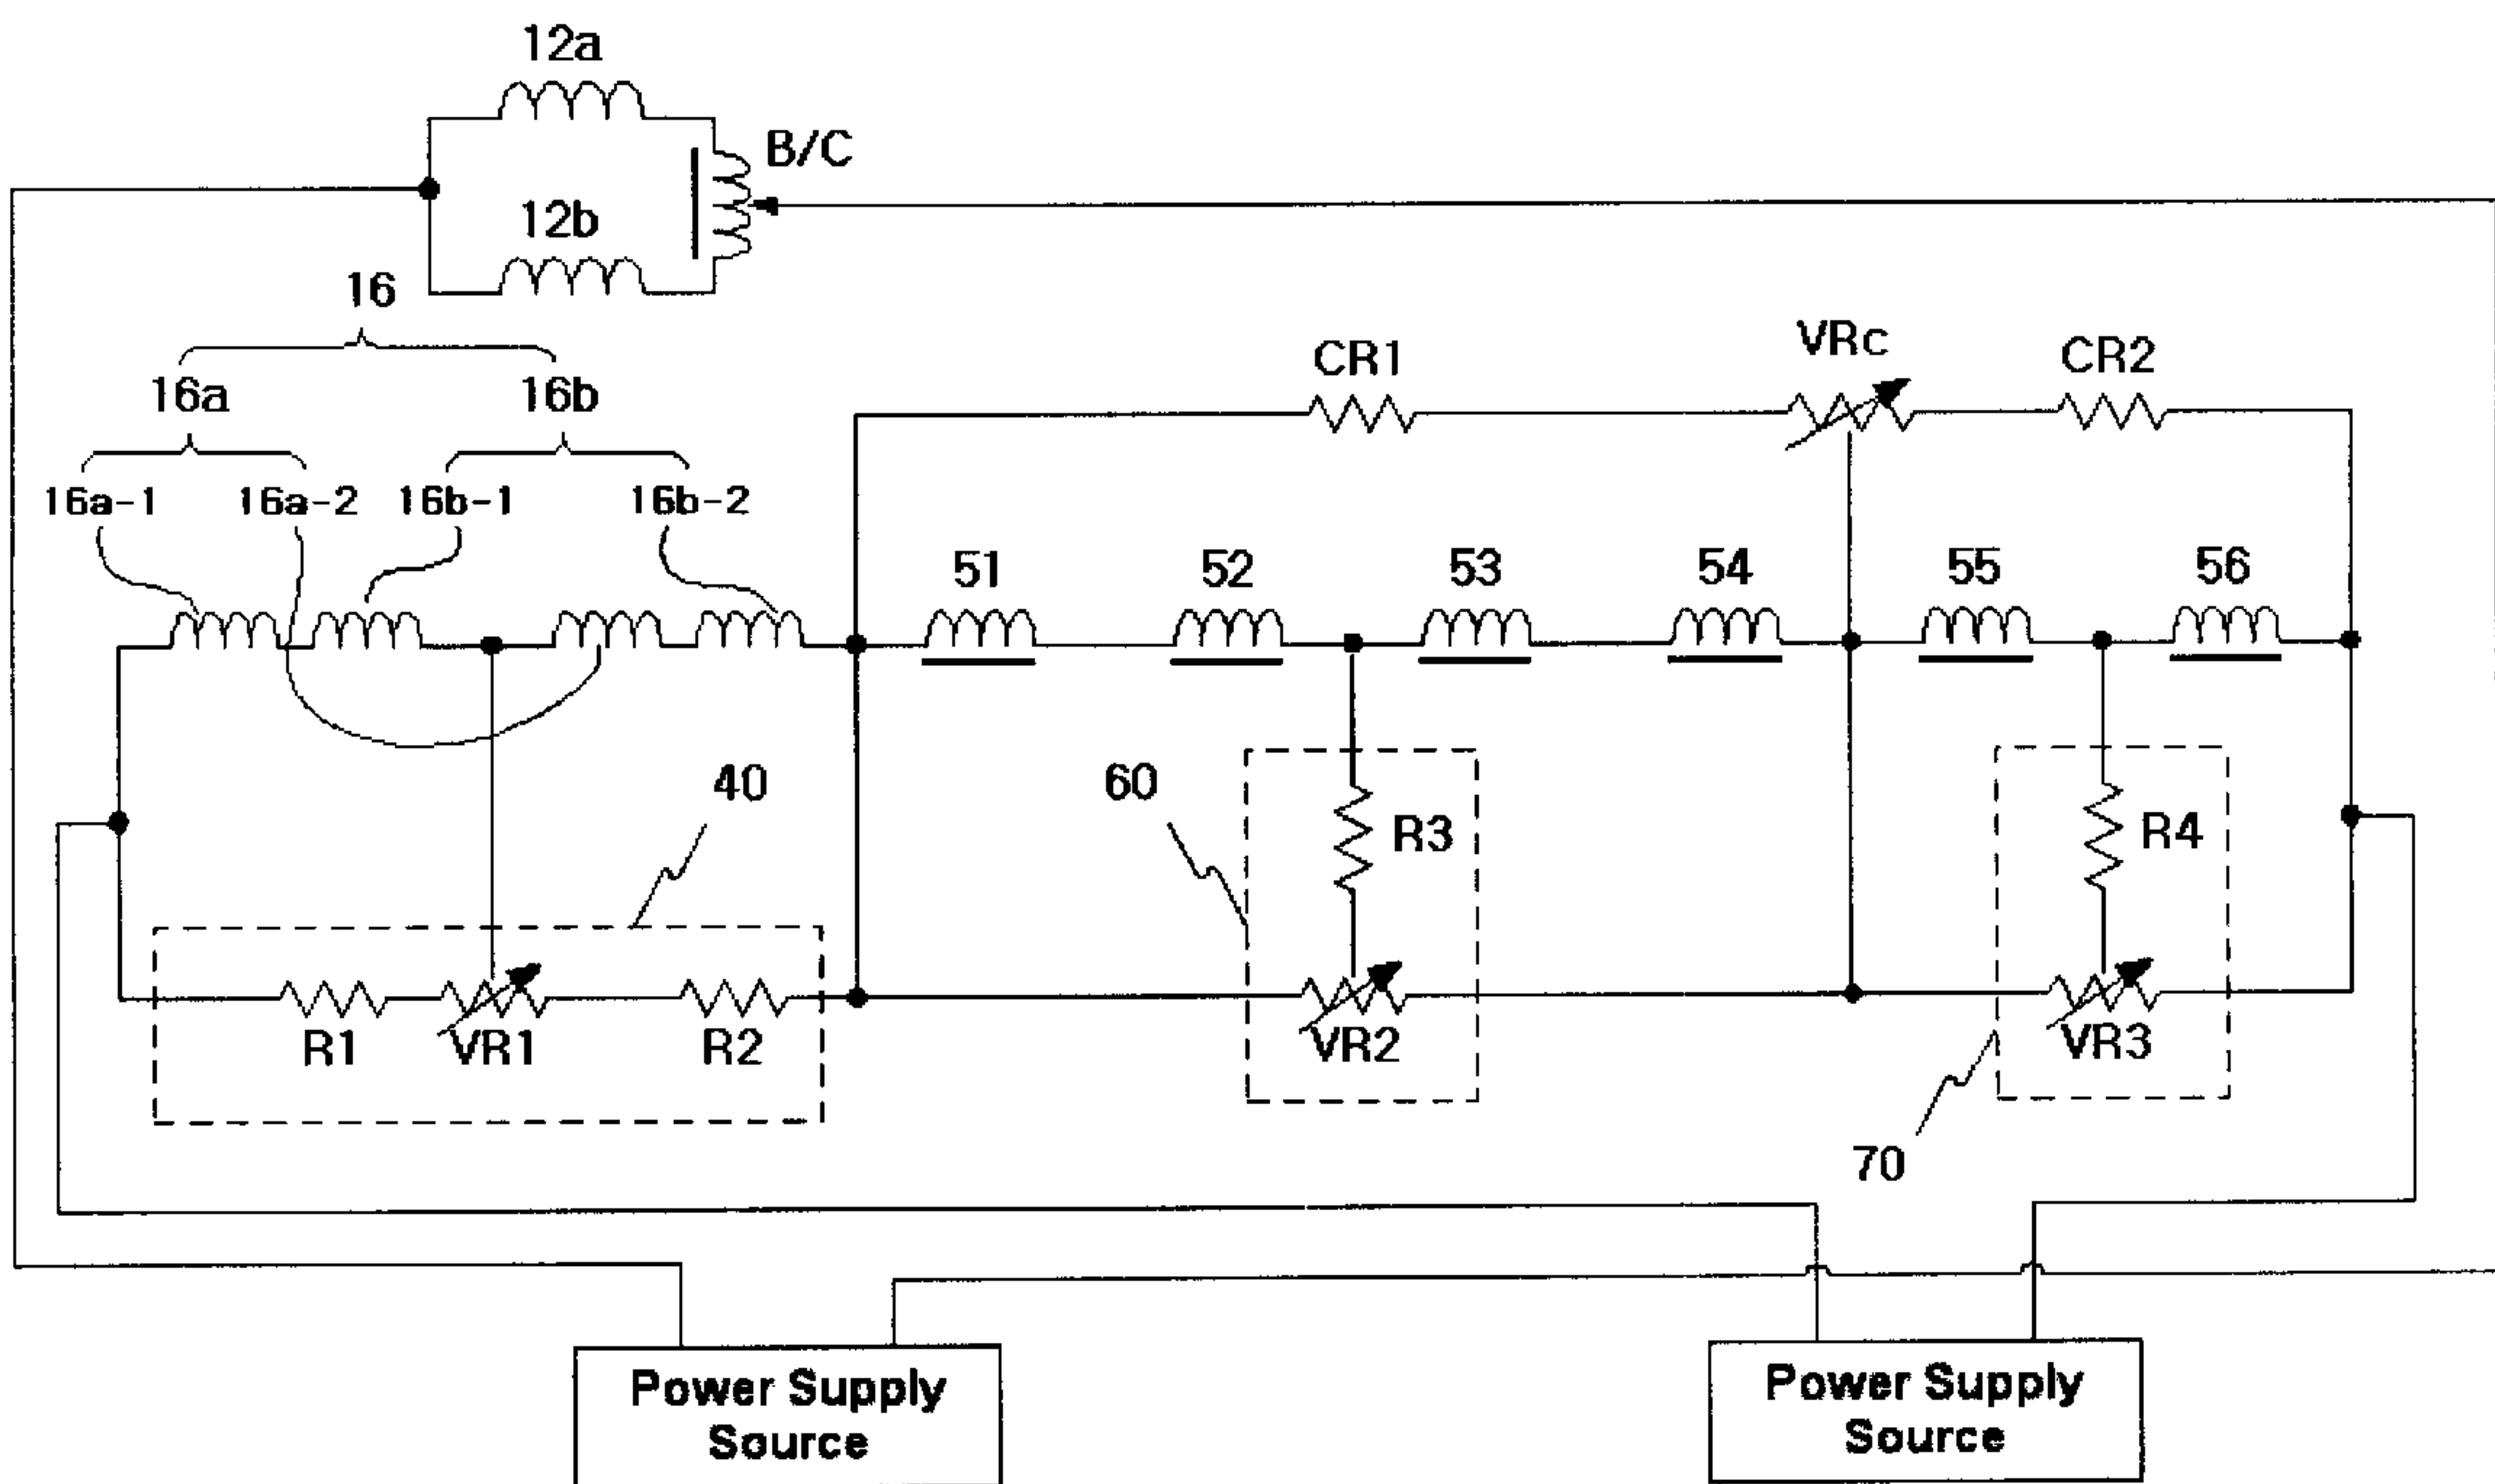 12a
B/C
12b
16
16a
16b
CR1
VRc
CR2
16a-1
16a-2
16b-1
16b-2
51
52
53
54
55
56
40
60
R3
R4
R1
VR1
R2
VR2
VR3
70
Power Supply
Source
Power Supply
Source